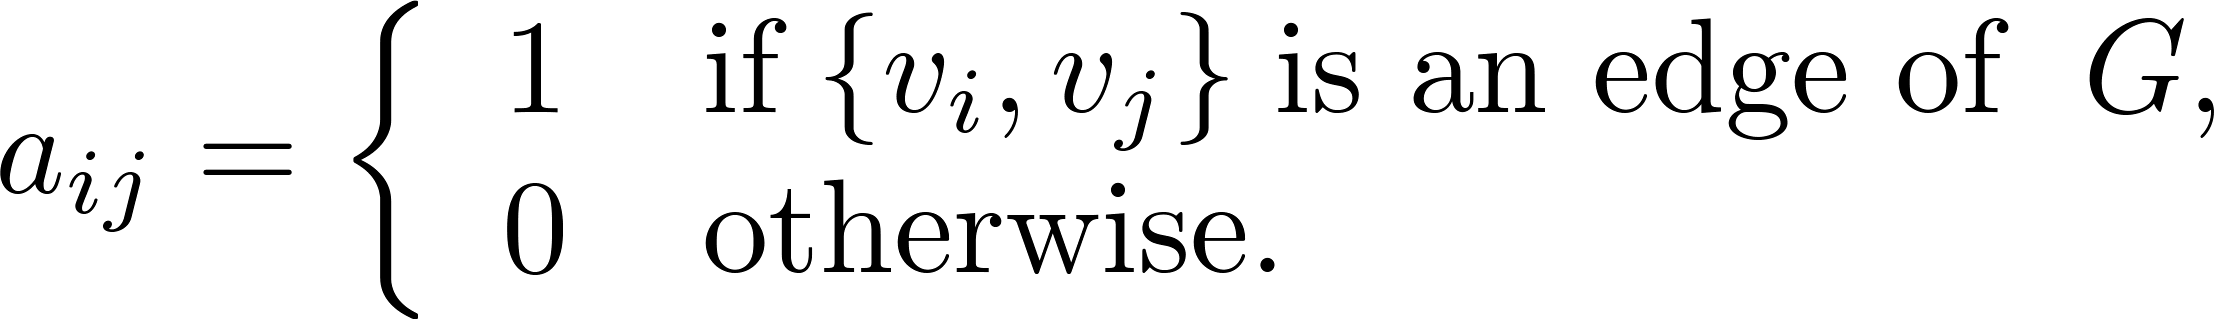 a_{ij} = { 1 if {v_i, v_j} is an edge of G,
0 otherwise.